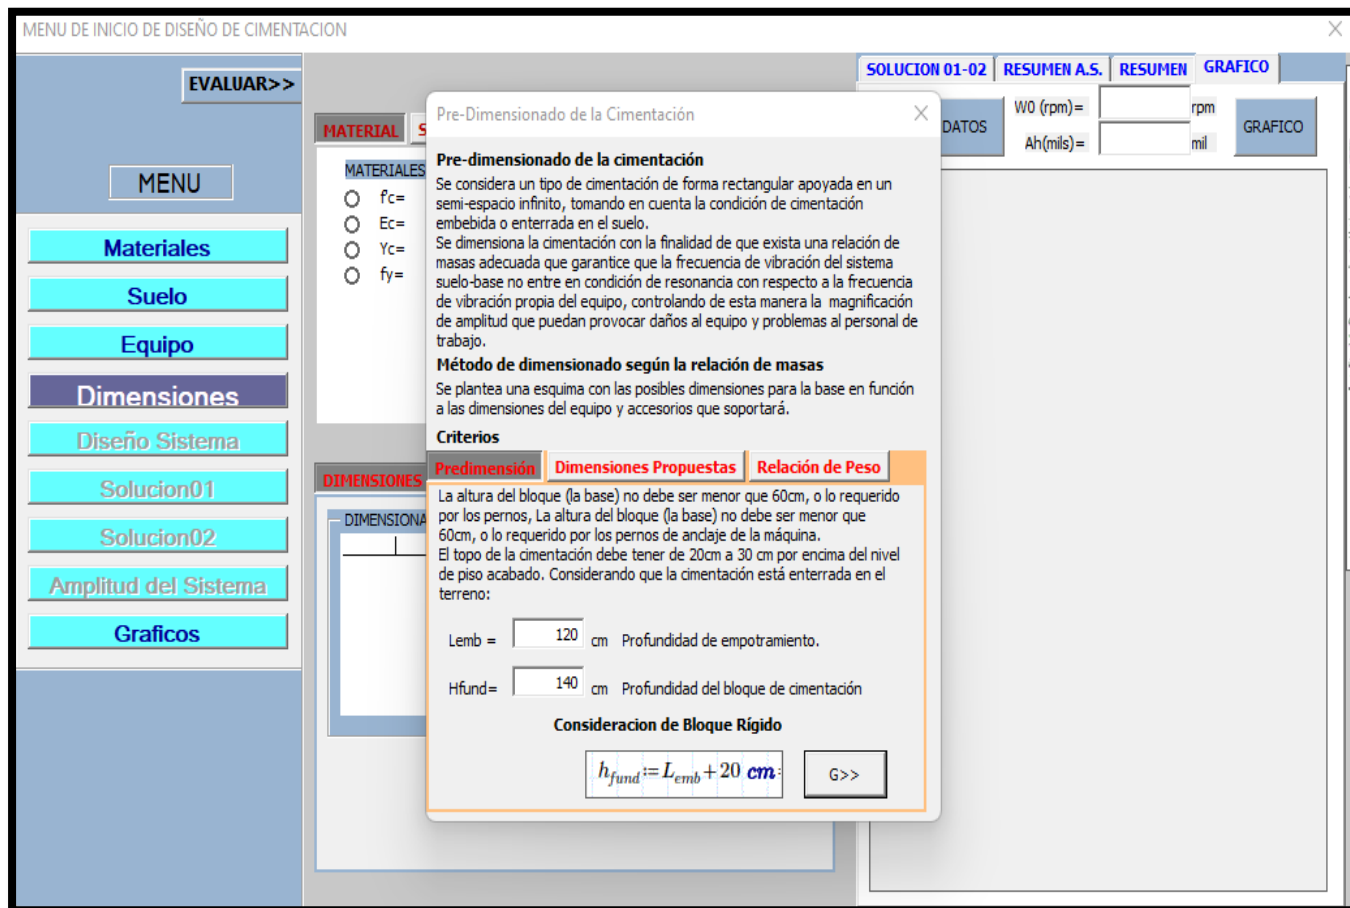 MENU DE INICIO DE DISEÑO DE CIMENTACION
EVALUAR>>
MENU
Materiales
Suelo
Equipo
Dimensiones
Diseño Sistema
Solucion01
Solucion02
Amplitud del Sistema
Graficos
MATERIAL S
MATERIALES
f'c=
Ec=
Yc=
fy=
DIMENSIONES
DIMENSIONA
Pre-Dimensionado de la Cimentación
Pre-dimensionado de la cimentación
Se considera un tipo de cimentación de forma rectangular apoyada en un
semi-espacio infinito, tomando en cuenta la condición de cimentación
embebida o enterrada en el suelo.
Se dimensiona la cimentación con la finalidad de que exista una relación de
masas adecuada que garantice que la frecuencia de vibración del sistema
suelo-base no entre en condición de resonancia con respecto a la frecuencia
de vibración propia del equipo, controlando de esta manera la magnificación
de amplitud que puedan provocar daños al equipo y problemas al personal de
trabajo.
Método de dimensionado según la relación de masas
Se plantea una esquima con las posibles dimensiones para la base en función
a las dimensiones del equipo y accesorios que soportará.
Criterios
Predimensión Dimensiones Propuestas Relación de Peso
La altura del bloque (la base) no debe ser menor que 60cm, o lo requerido
por los pernos, La altura del bloque (la base) no debe ser menor que
60cm, o lo requerido por los pernos de anclaje de la máquina.
El topo de la cimentación debe tener de 20cm a 30 cm por encima del nivel
de piso acabado. Considerando que la cimentación está enterrada en el
terreno:
Lemb = 120 cm Profundidad de empotramiento.
Hfund= 140 cm Profundidad del bloque de cimentación
Consideracion de Bloque Rígido
h_fund := L_emb + 20 cm
G>>
SOLUCION 01-02 RESUMEN A.S. RESUMEN GRAFICO
DATOS
W0 (rpm)= rpm
Ah(mils)= mil
GRAFICO